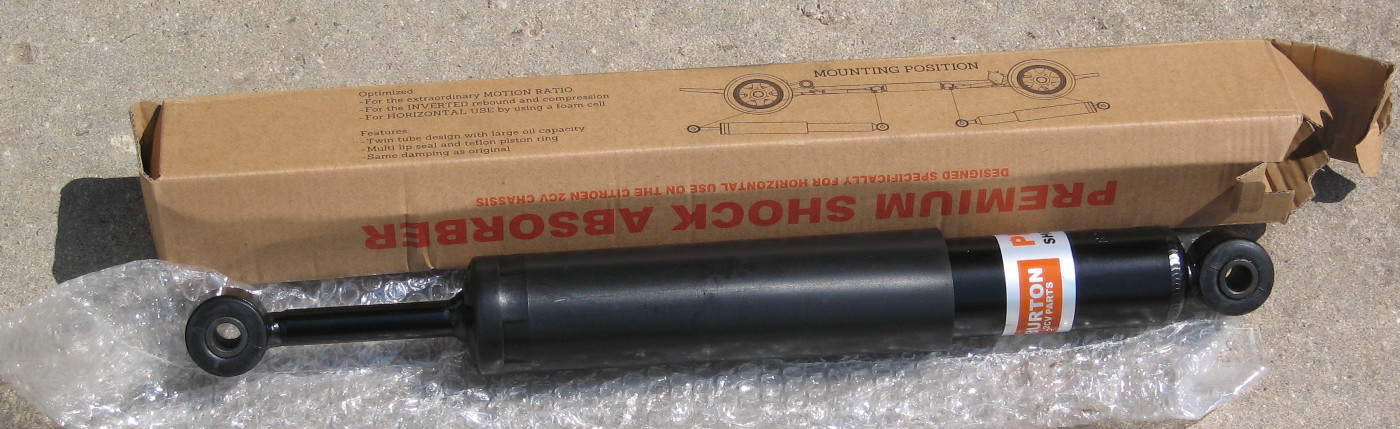 Optimized.
-For the extraordinary MOTION RATIO
-For the INVERTED rebound and compression
-For HORIZONTAL USE by using a foam cell
Features
-Twin tube design with large oil capacity
-Multi lip seal and teflon piston ring
-Same damping as original
MOUNTING POSITION
PREMIUM SHOCK ABSORBER
DESIGNED SPECIFICALLY FOR HORIZONTAL USE ON THE CITROEN 2CV CHASSIS
BURTON
2CV PARTS
P
SH